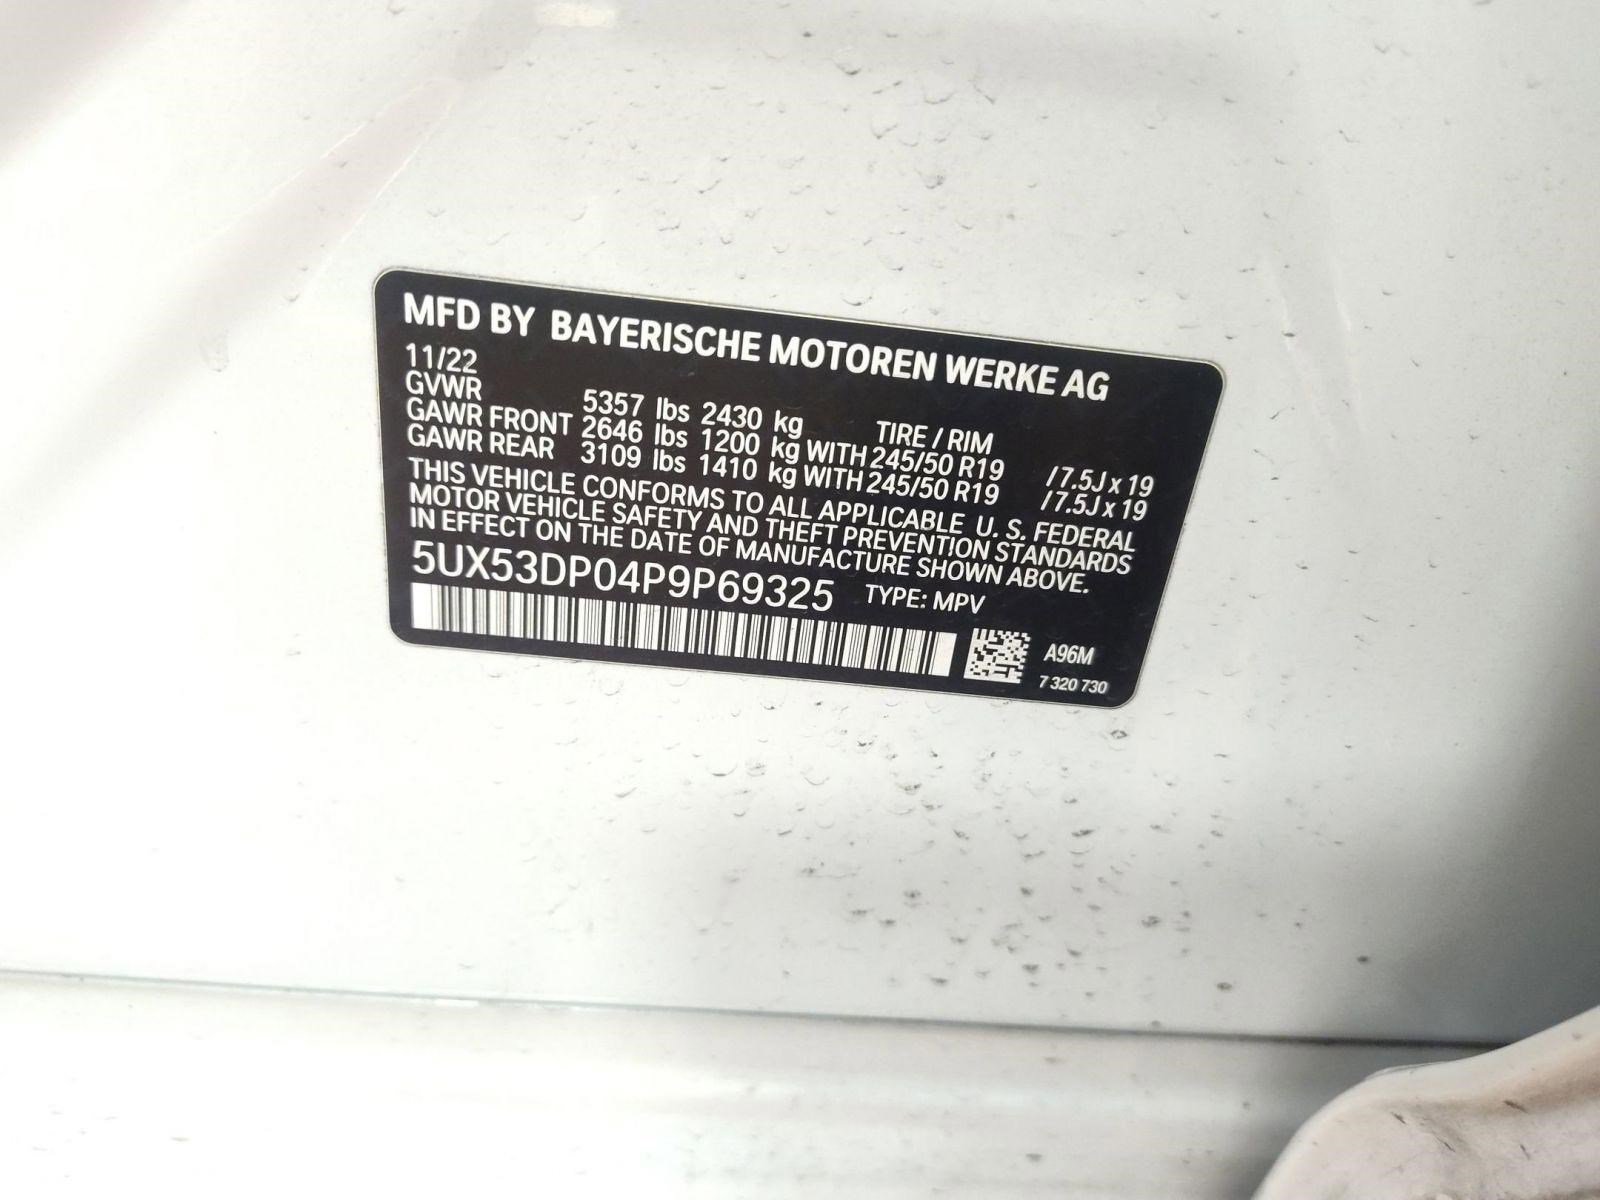 MFD BY BAYERISCHE MOTOREN WERKE AG
11/22
GVWR 5357 lbs 2430 kg TIRE / RIM
GAWR FRONT 2646 lbs 1200 kg WITH 245/50 R19 / 7.5J x 19
GAWR REAR 3109 lbs 1410 kg WITH 245/50 R19 / 7.5J x 19
THIS VEHICLE CONFORMS TO ALL APPLICABLE U. S. FEDERAL
MOTOR VEHICLE SAFETY AND THEFT PREVENTION STANDARDS
IN EFFECT ON THE DATE OF MANUFACTURE SHOWN ABOVE.
5UX53DP04P9P69325 TYPE: MPV
A96M
7 320 730